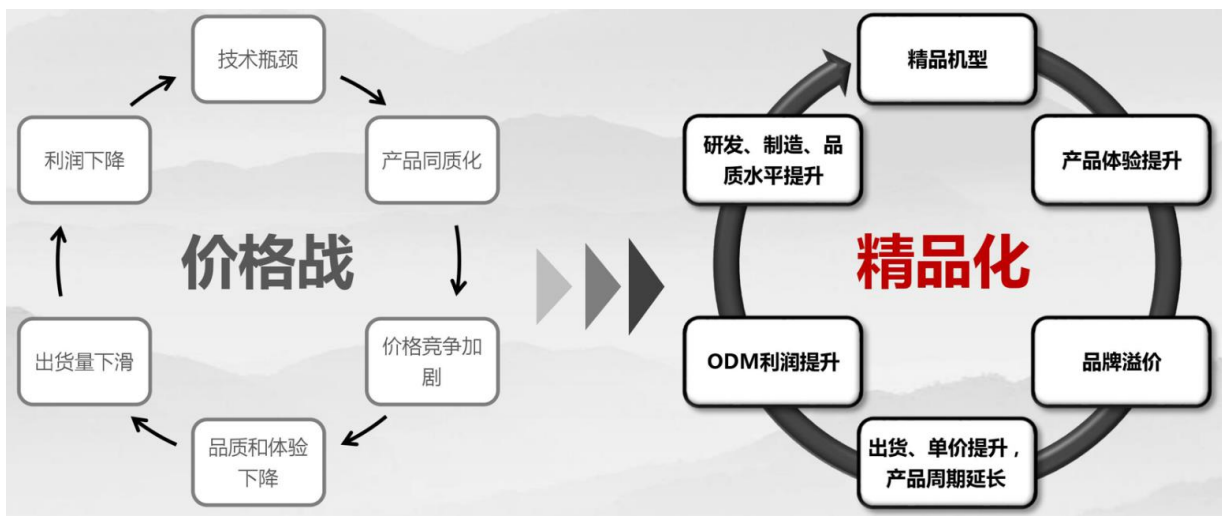 技术瓶颈
产品同质化
价格竞争加
剧
品质和体验
下降
出货量下滑
利润下降
价格战
精品机型
产品体验提升
品牌溢价
出货、单价提升，
产品周期延长
ODM利润提升
研发、制造、品
质水平提升
精品化